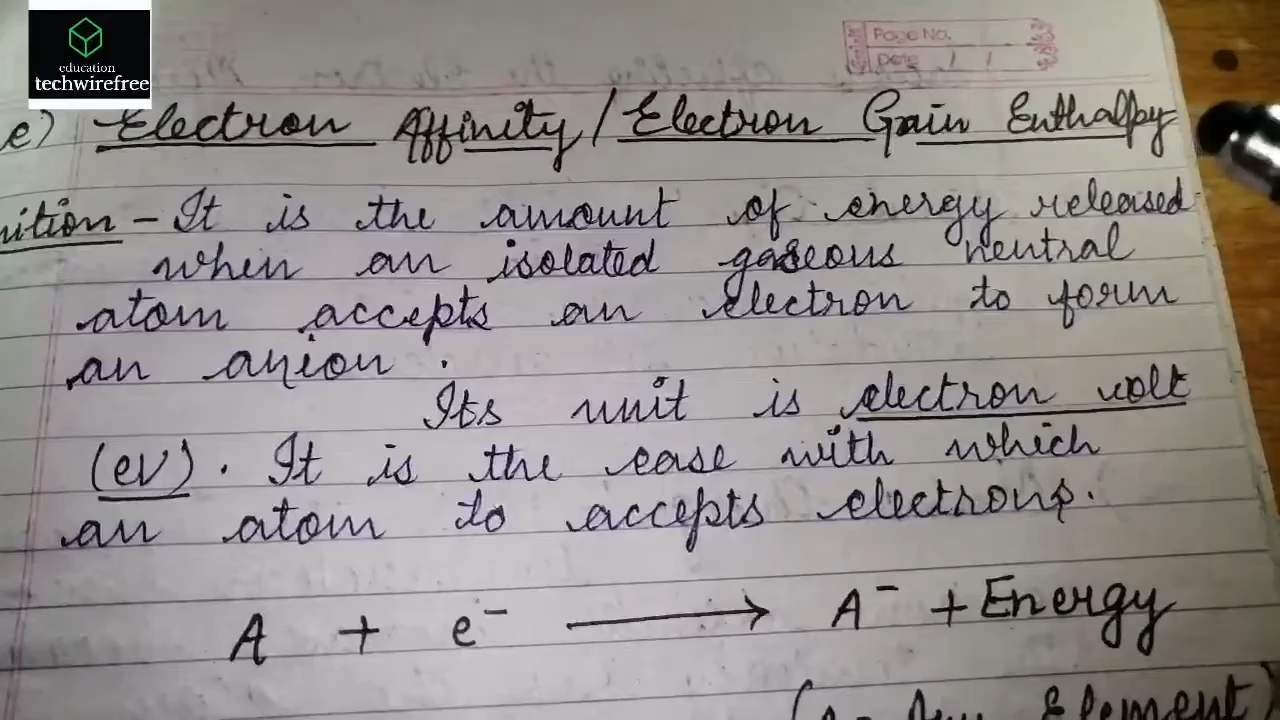 education
techwirefree
Page No.
Date / /
e) Electron Affinity / Electron Gain Enthalpy
nition - It is the amount of energy released
when an isolated gaseous neutral
atom accepts an electron to form
an anion.
Its unit is electron volt
(ev). It is the ease with which
an atom to accepts electrons.
A + e⁻ ⟶ A⁻ + Energy
Element)